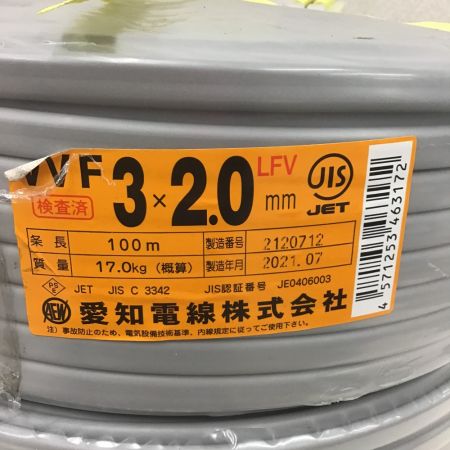 VVF 3×2.0 mm LFV
検査済
JIS
JET
条長 100m 製造番号 2120712
質量 17.0kg (概算) 製造年月 2021.07
PS E JET JIS C 3342 JIS認証番号 JE0406003
AEW 愛知電線株式会社
注) 事故防止のため、電気設備技術基準、内線規定に従ってご使用下さい。
4571253463172